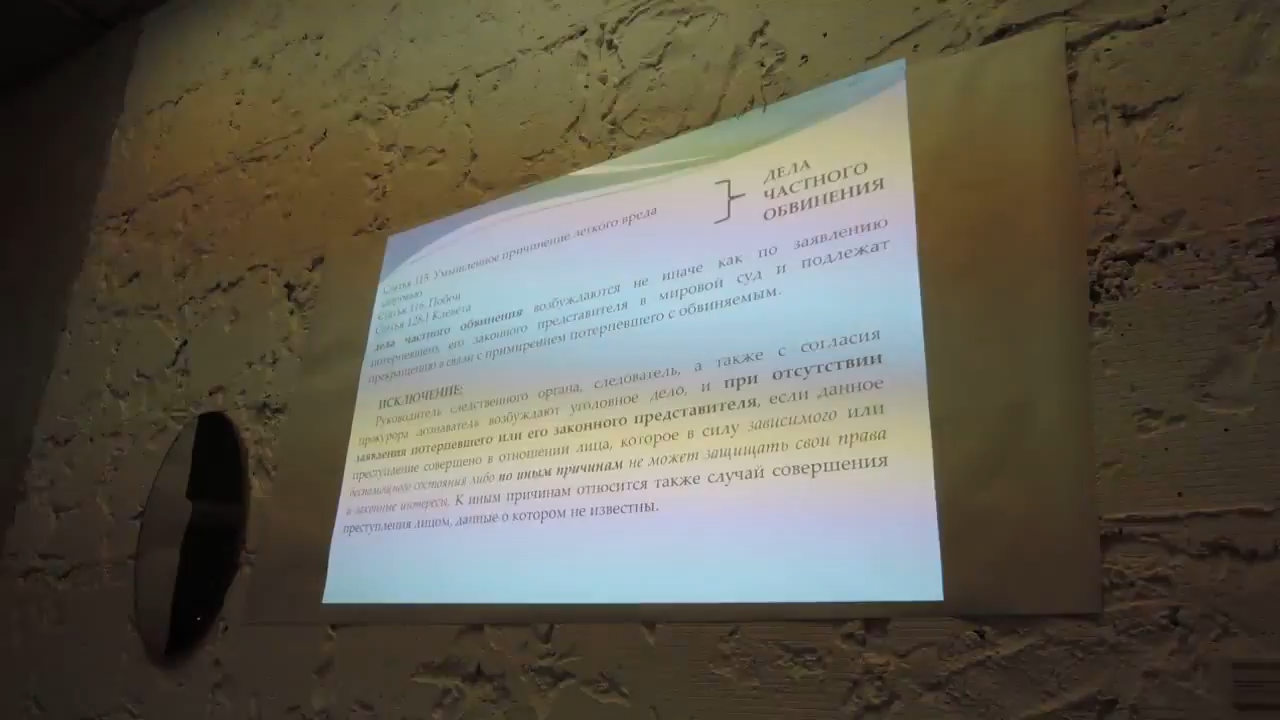 Статья 115. Умышленное причинение легкого вреда
здоровью
Статья 116. Побои
Статья 128.1 Клевета
ДЕЛА
ЧАСТНОГО
ОБВИНЕНИЯ
дела частного обвинения возбуждаются не иначе как по заявлению
потерпевшего, его законного представителя в мировой суд и подлежат
прекращению в связи с примирением потерпевшего с обвиняемым.
ИСКЛЮЧЕНИЕ:
Руководитель следственного органа, следователь, а также с согласия
прокурора дознаватель возбуждают уголовное дело, и при отсутствии
заявления потерпевшего или его законного представителя, если данное
преступление совершено в отношении лица, которое в силу зависимого или
беспомощного состояния либо по иным причинам не может защищать свои права
и законные интересы. К иным причинам относится также случай совершения
преступления лицом, данные о котором не известны.